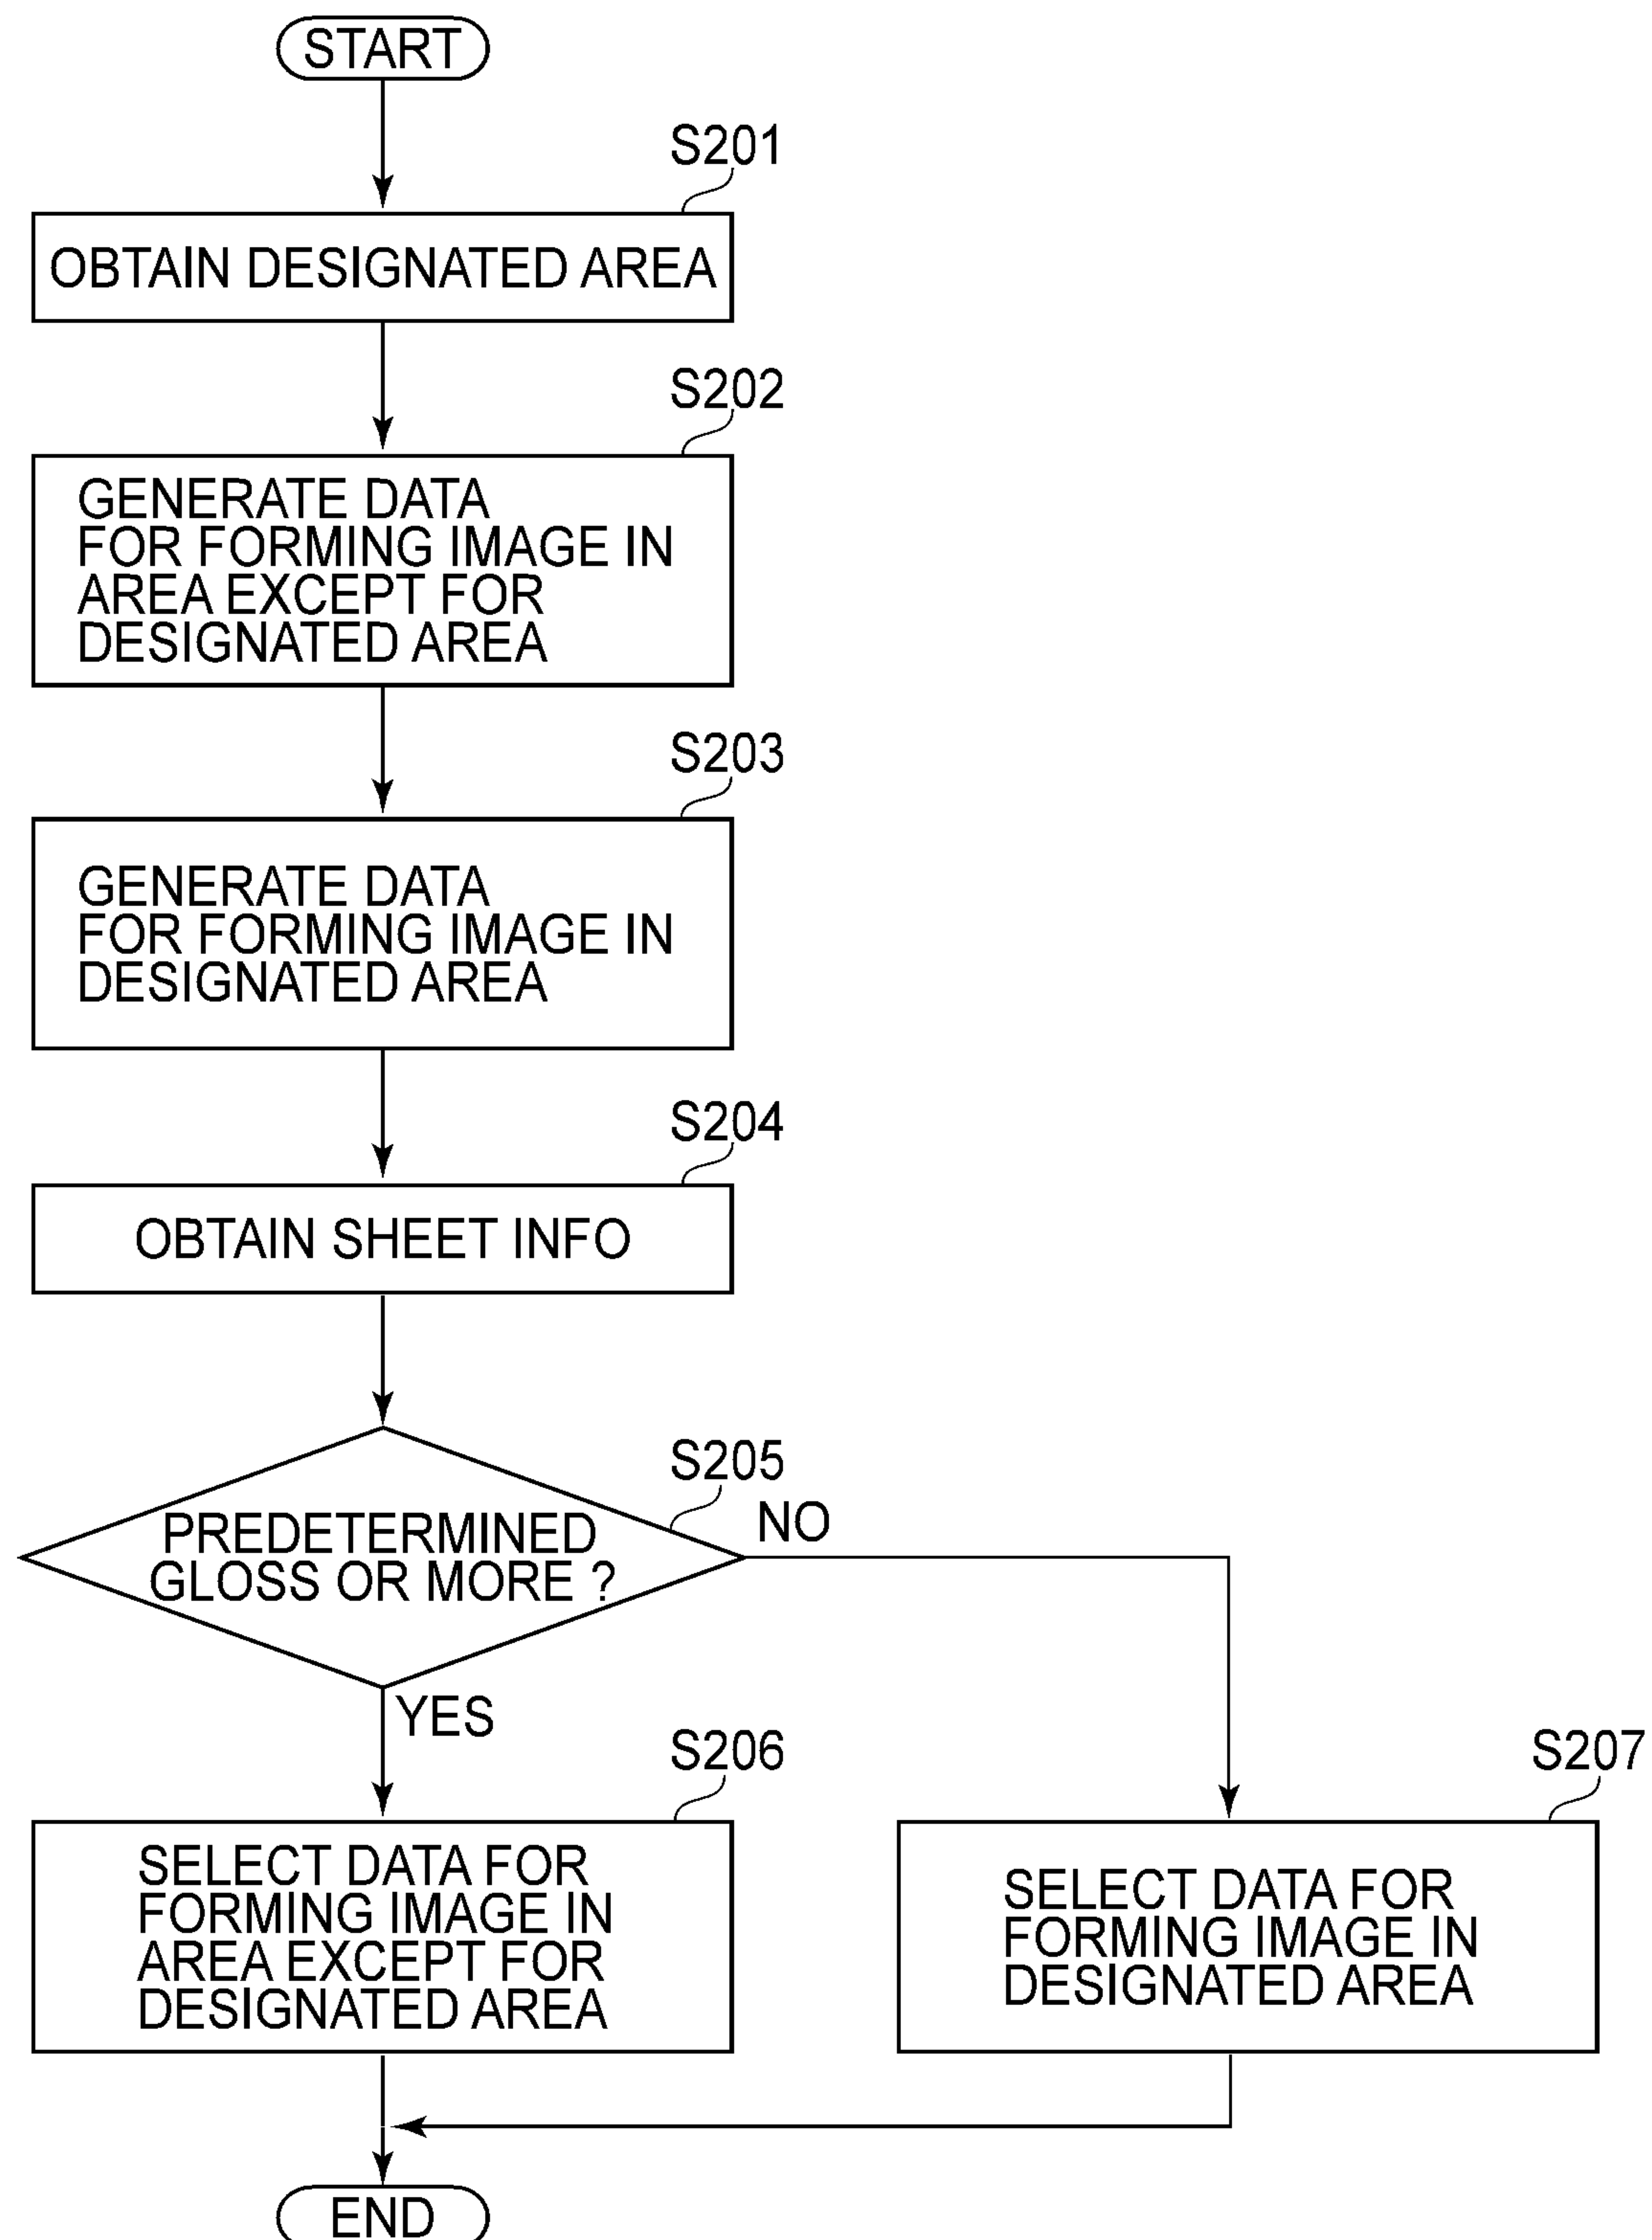 START
S201
OBTAIN DESIGNATED AREA
S202
GENERATE DATA
FOR FORMING IMAGE IN
AREA EXCEPT FOR
DESIGNATED AREA
S203
GENERATE DATA
FOR FORMING IMAGE IN
DESIGNATED AREA
S204
OBTAIN SHEET INFO
S205
PREDETERMINED
GLOSS OR MORE ?
NO
YES
S206
SELECT DATA FOR
FORMING IMAGE IN
AREA EXCEPT FOR
DESIGNATED AREA
S207
SELECT DATA FOR
FORMING IMAGE IN
DESIGNATED AREA
END